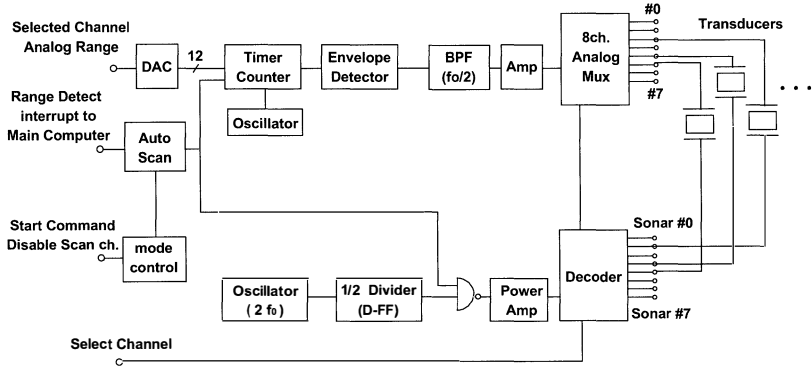 Selected Channel
Analog Range
DAC
12
Timer
Counter
Envelope
Detector
BPF
(fo/2)
Amp
8ch.
Analog
Mux
#0
#7
Transducers
. . .
Range Detect
interrupt to
Main Computer
Auto
Scan
Oscillator
Start Command
Disable Scan ch.
mode
control
Oscillator
( 2 f0 )
1/2 Divider
(D-FF)
Power
Amp
Decoder
Sonar #0
Sonar #7
Select Channel